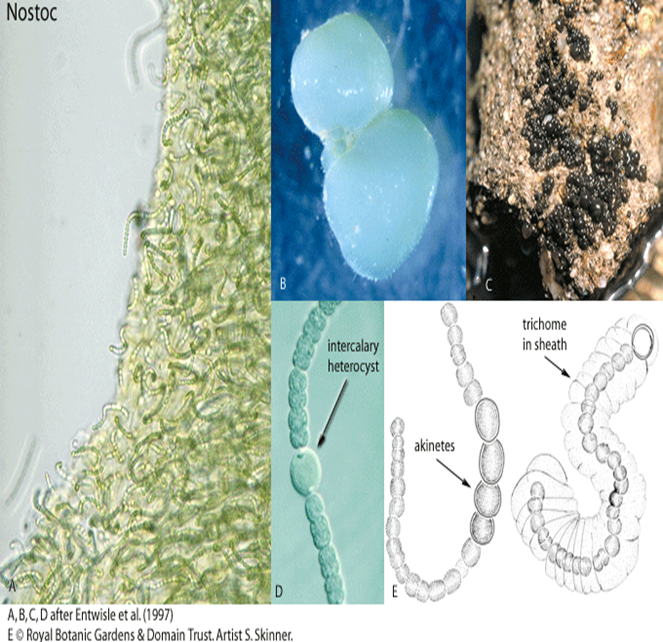 Nostoc
B
C
intercalary
heterocyst
trichome
in sheath
akinetes
A
D
E
A,B,C,D after Entwisle et al. (1997)
E © Royal Botanic Gardens & Domain Trust. Artist S. Skinner.